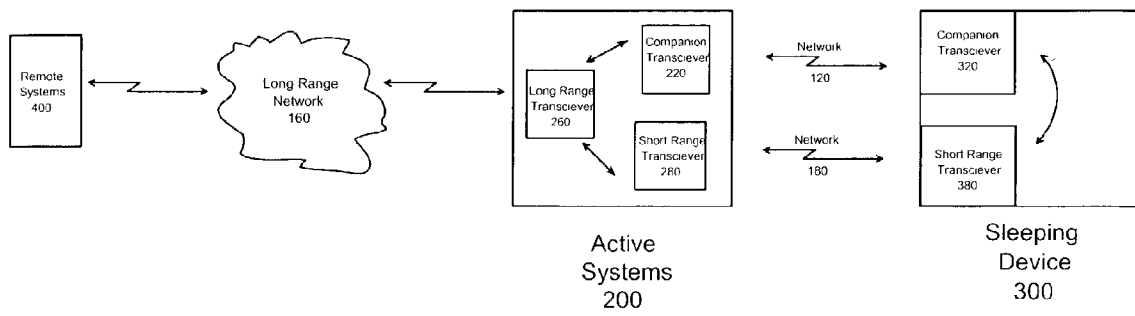 Remote
Systems
400
Long Range
Network
160
Long Range
Transciever
260
Companion
Transciever
220
Short Range
Transciever
280
Active
Systems
200
Network
120
Network
180
Companion
Transciever
320
Short Range
Transciever
380
Sleeping
Device
300